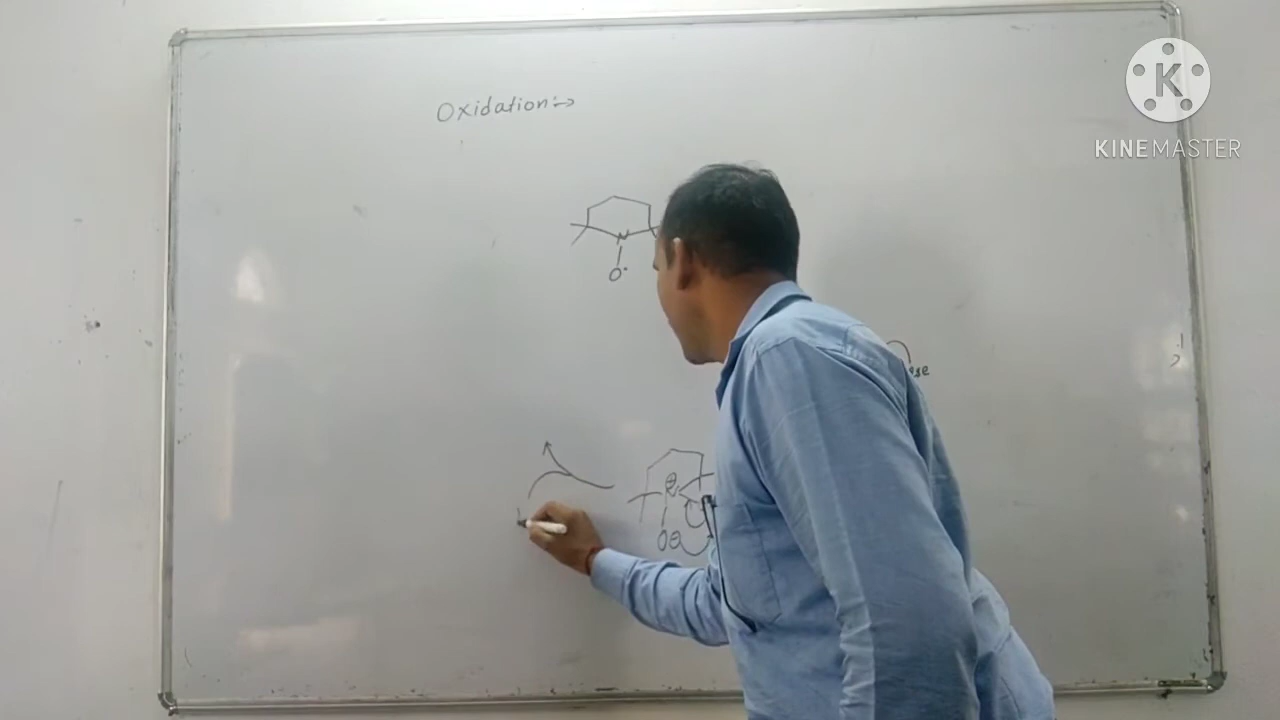 K
KINEMASTER
Oxidation:→
N
O•
N⊕
O⊖